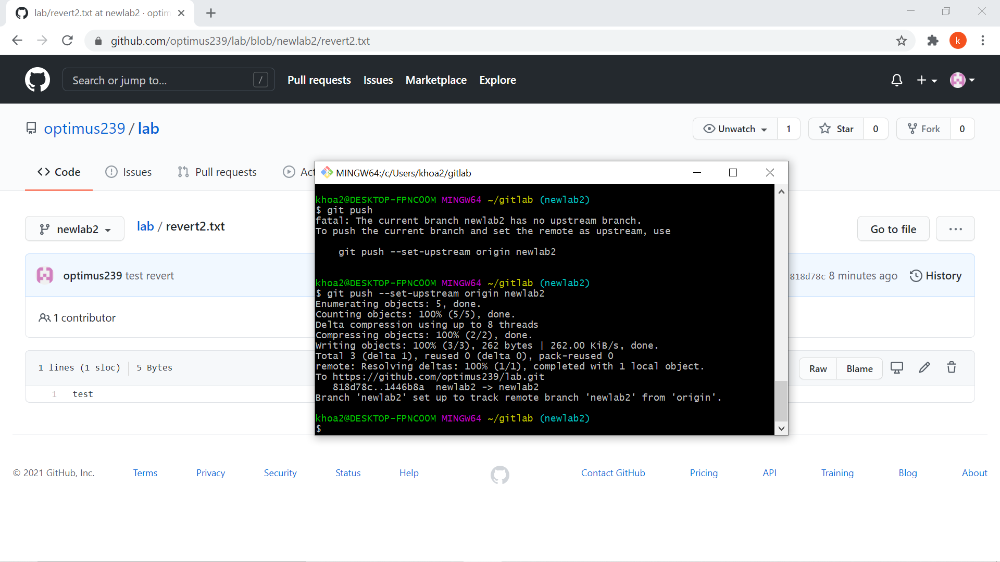 lab/revert2.txt at newlab2 · optim
github.com/optimus239/lab/blob/newlab2/revert2.txt
k
Search or jump to...
/
Pull requests
Issues
Marketplace
Explore
optimus239 / lab
Unwatch
1
Star
0
Fork
0
Code
Issues
Pull requests
Act
newlab2
lab / revert2.txt
Go to file
optimus239 test revert
818d78c 8 minutes ago
History
1 contributor
1 lines (1 sloc)
5 Bytes
Raw
Blame
1
test
MINGW64:/c/Users/khoa2/gitlab
khoa2@DESKTOP-FPNCOOM MINGW64 ~/gitlab (newlab2)
$ git push
fatal: The current branch newlab2 has no upstream branch.
To push the current branch and set the remote as upstream, use
git push --set-upstream origin newlab2
khoa2@DESKTOP-FPNCOOM MINGW64 ~/gitlab (newlab2)
$ git push --set-upstream origin newlab2
Enumerating objects: 5, done.
Counting objects: 100% (5/5), done.
Delta compression using up to 8 threads
Compressing objects: 100% (2/2), done.
Writing objects: 100% (3/3), 262 bytes | 262.00 KiB/s, done.
Total 3 (delta 1), reused 0 (delta 0), pack-reused 0
remote: Resolving deltas: 100% (1/1), completed with 1 local object.
To https://github.com/optimus239/lab.git
818d78c..1446b8a newlab2 -> newlab2
Branch 'newlab2' set up to track remote branch 'newlab2' from 'origin'.
khoa2@DESKTOP-FPNCOOM MINGW64 ~/gitlab (newlab2)
$
© 2021 GitHub, Inc.
Terms
Privacy
Security
Status
Help
Contact GitHub
Pricing
API
Training
Blog
About